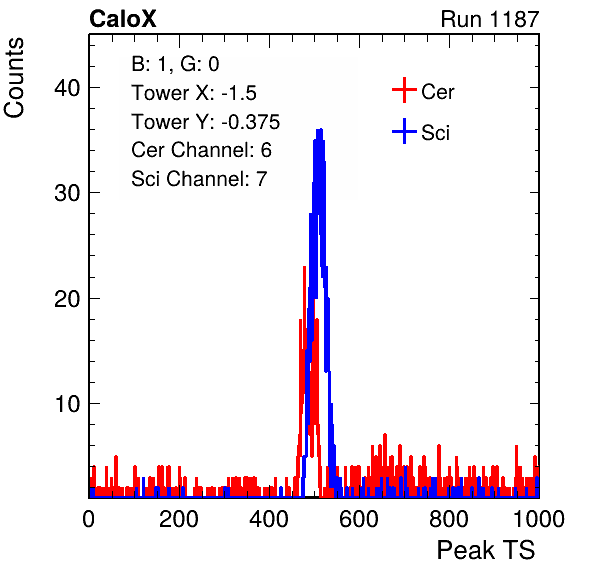 CaloX Run 1187
B: 1, G: 0
Tower X: -1.5
Tower Y: -0.375
Cer Channel: 6
Sci Channel: 7
Cer
Sci
Counts
40
30
20
10
0 200 400 600 800 1000
Peak TS